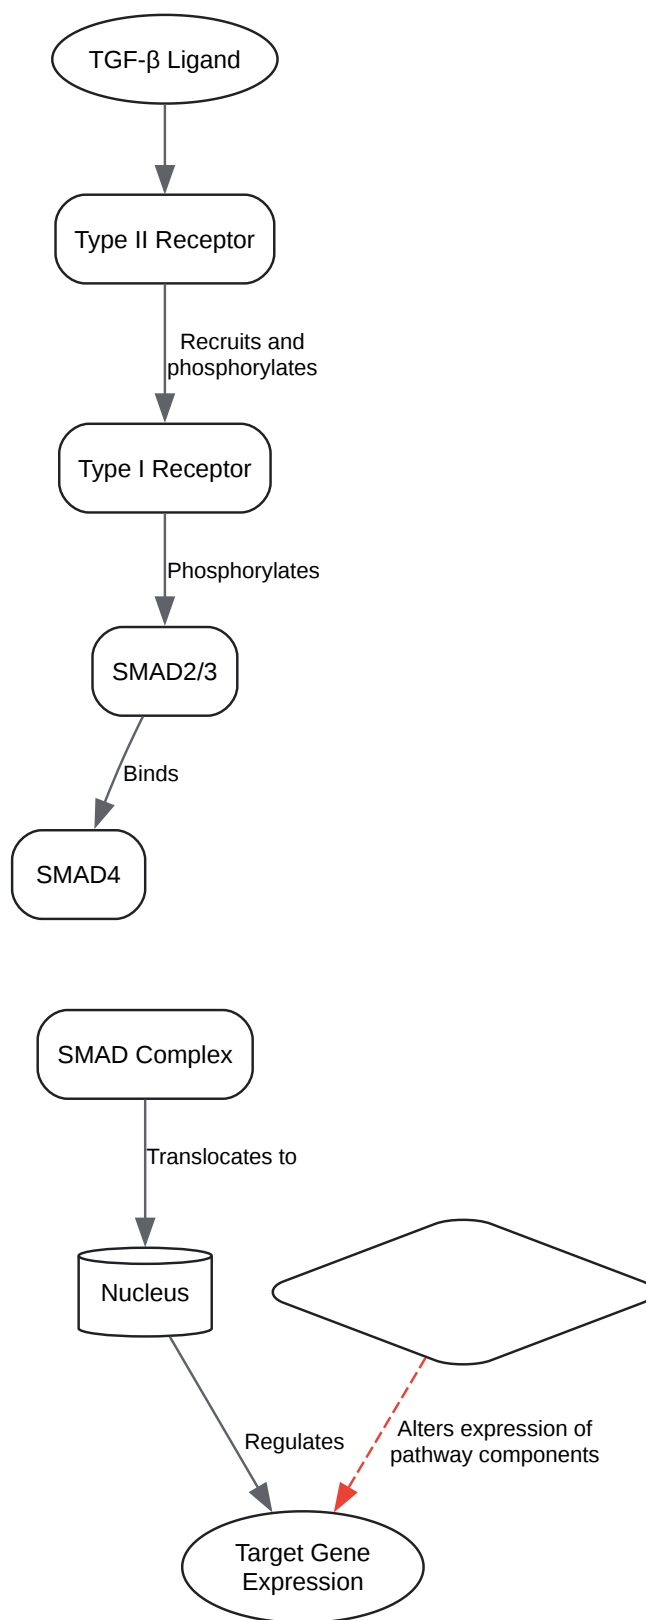 TGF-β Ligand
Type II Receptor
Recruits and
phosphorylates
Type I Receptor
Phosphorylates
SMAD2/3
Binds
SMAD4
SMAD Complex
Translocates to
Nucleus
Regulates
Alters expression of
pathway components
Target Gene
Expression